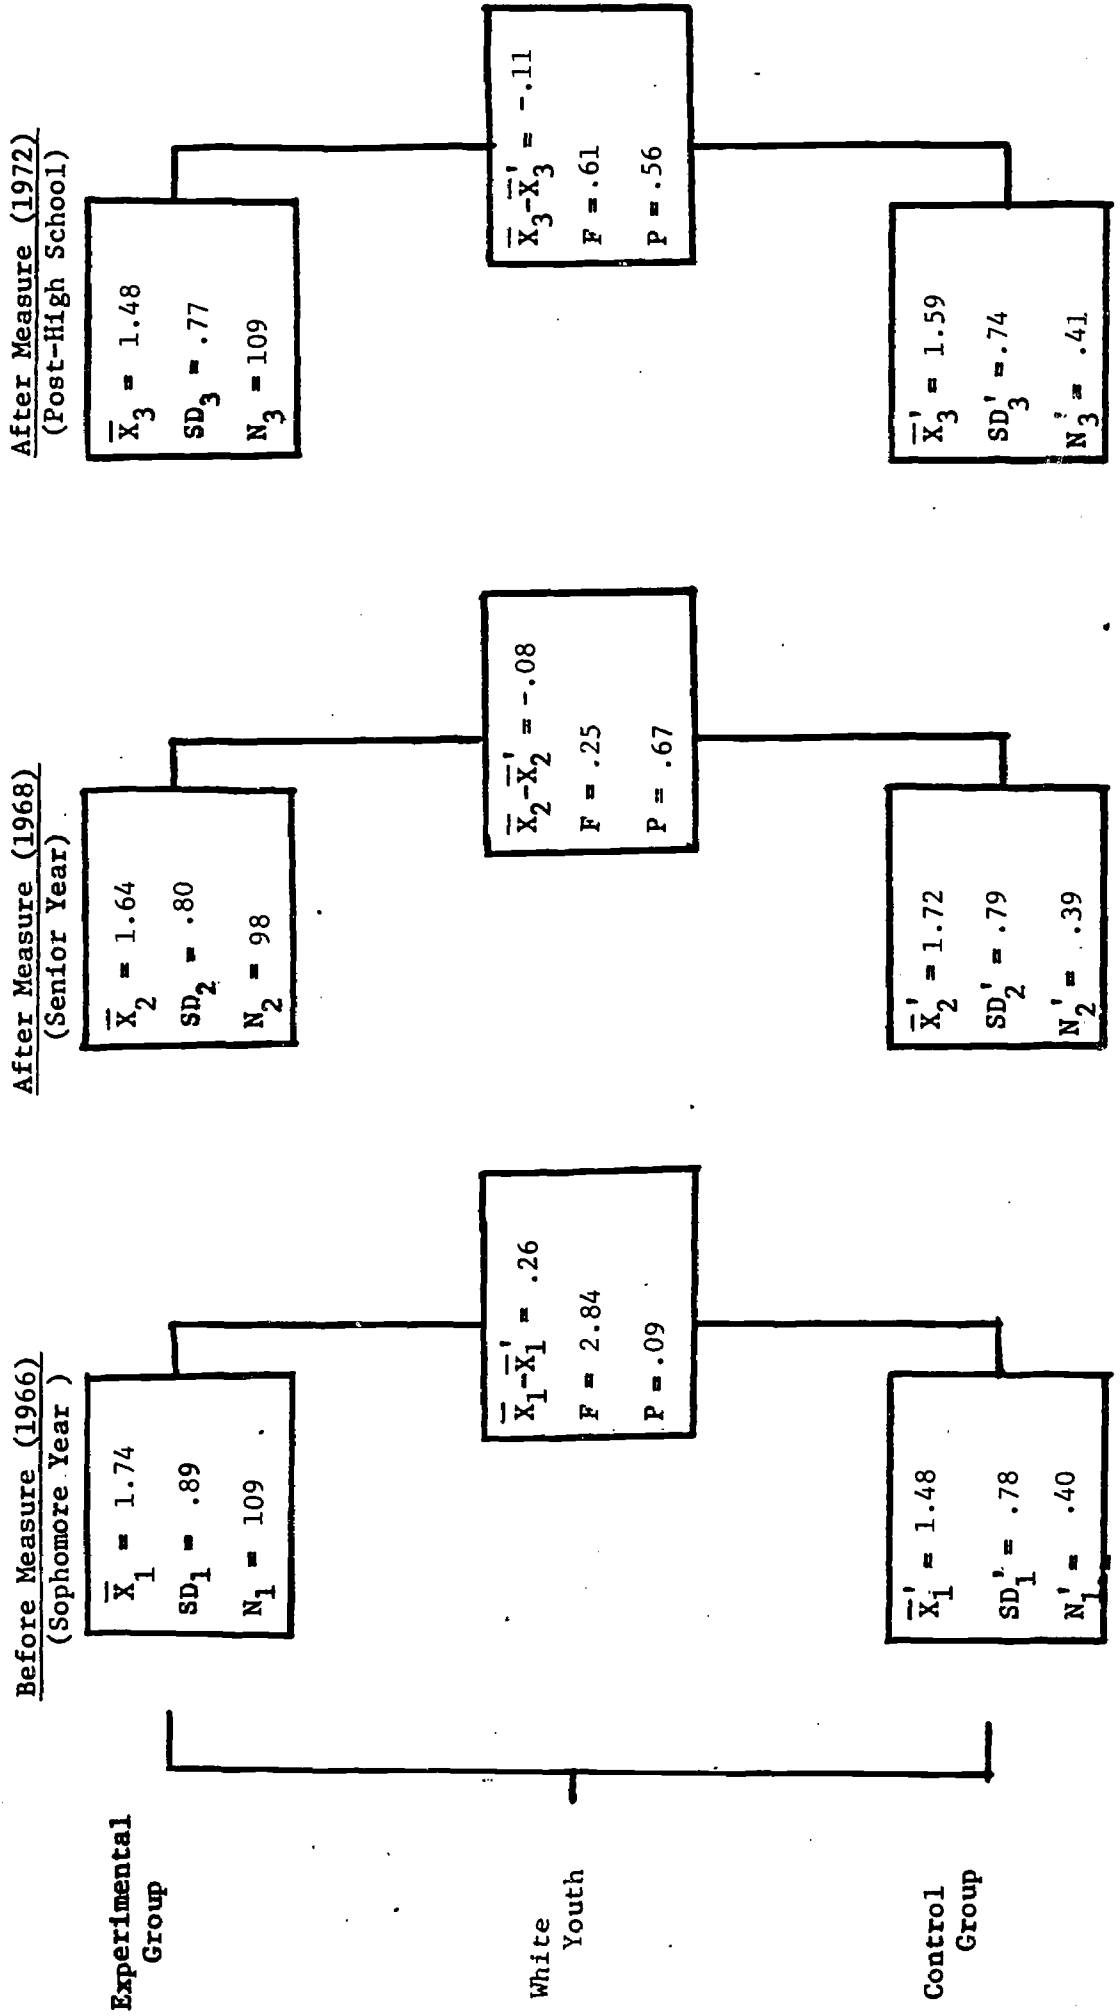 Before Measure (1966)
(Sophomore Year )
After Measure (1968)
(Senior Year)
After Measure (1972)
(Post-High School)
Experimental
Group
X̅1 = 1.74
SD1 = .89
N1 = 109
X̅2 = 1.64
SD2 = .80
N2 = 98
X̅3 = 1.48
SD3 = .77
N3 = 109
White
Youth
X̅1-X̅1' = .26
F = 2.84
P = .09
X̅2-X̅2' = -.08
F = .25
P = .67
X̅3-X̅3' = -.11
F = .61
P = .56
Control
Group
X̅1' = 1.48
SD1' = .78
N1' = .40
X̅2' = 1.72
SD2' = .79
N2' = .39
X̅3' = 1.59
SD3' = .74
N3' = .41